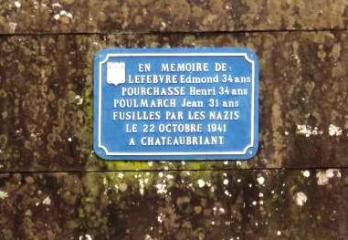 EN MEMOIRE DE:
LEFEBVRE Edmond 34 ans
POURCHASSE Henri 34 ans
POULMARCH Jean 31 ans
FUSILLES PAR LES NAZIS
LE 22 OCTOBRE 1941
A CHATEAUBRIANT